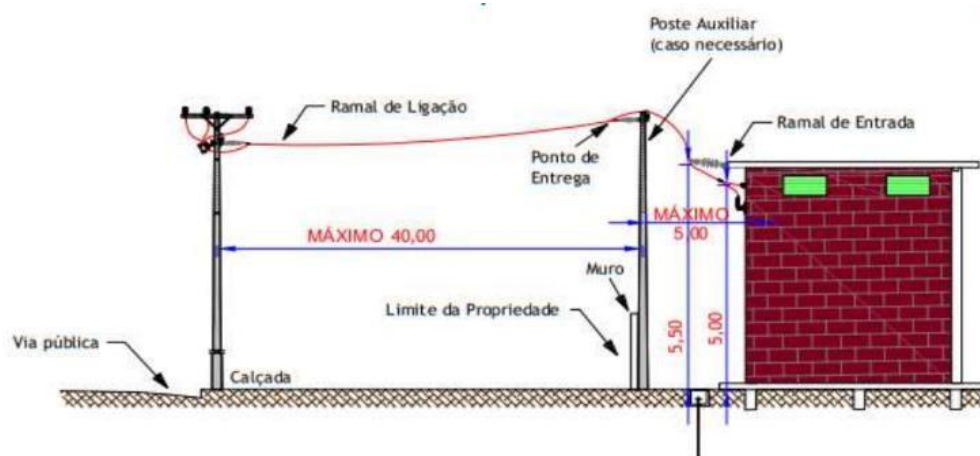 Poste Auxiliar
(caso necessário)
Ramal de Ligação
Ramal de Entrada
Ponto de
Entrega
MÁXIMO 40,00
MÁXIMO
5,00
Muro
Limite da Propriedade
5,50
5,00
Via pública
Calçada